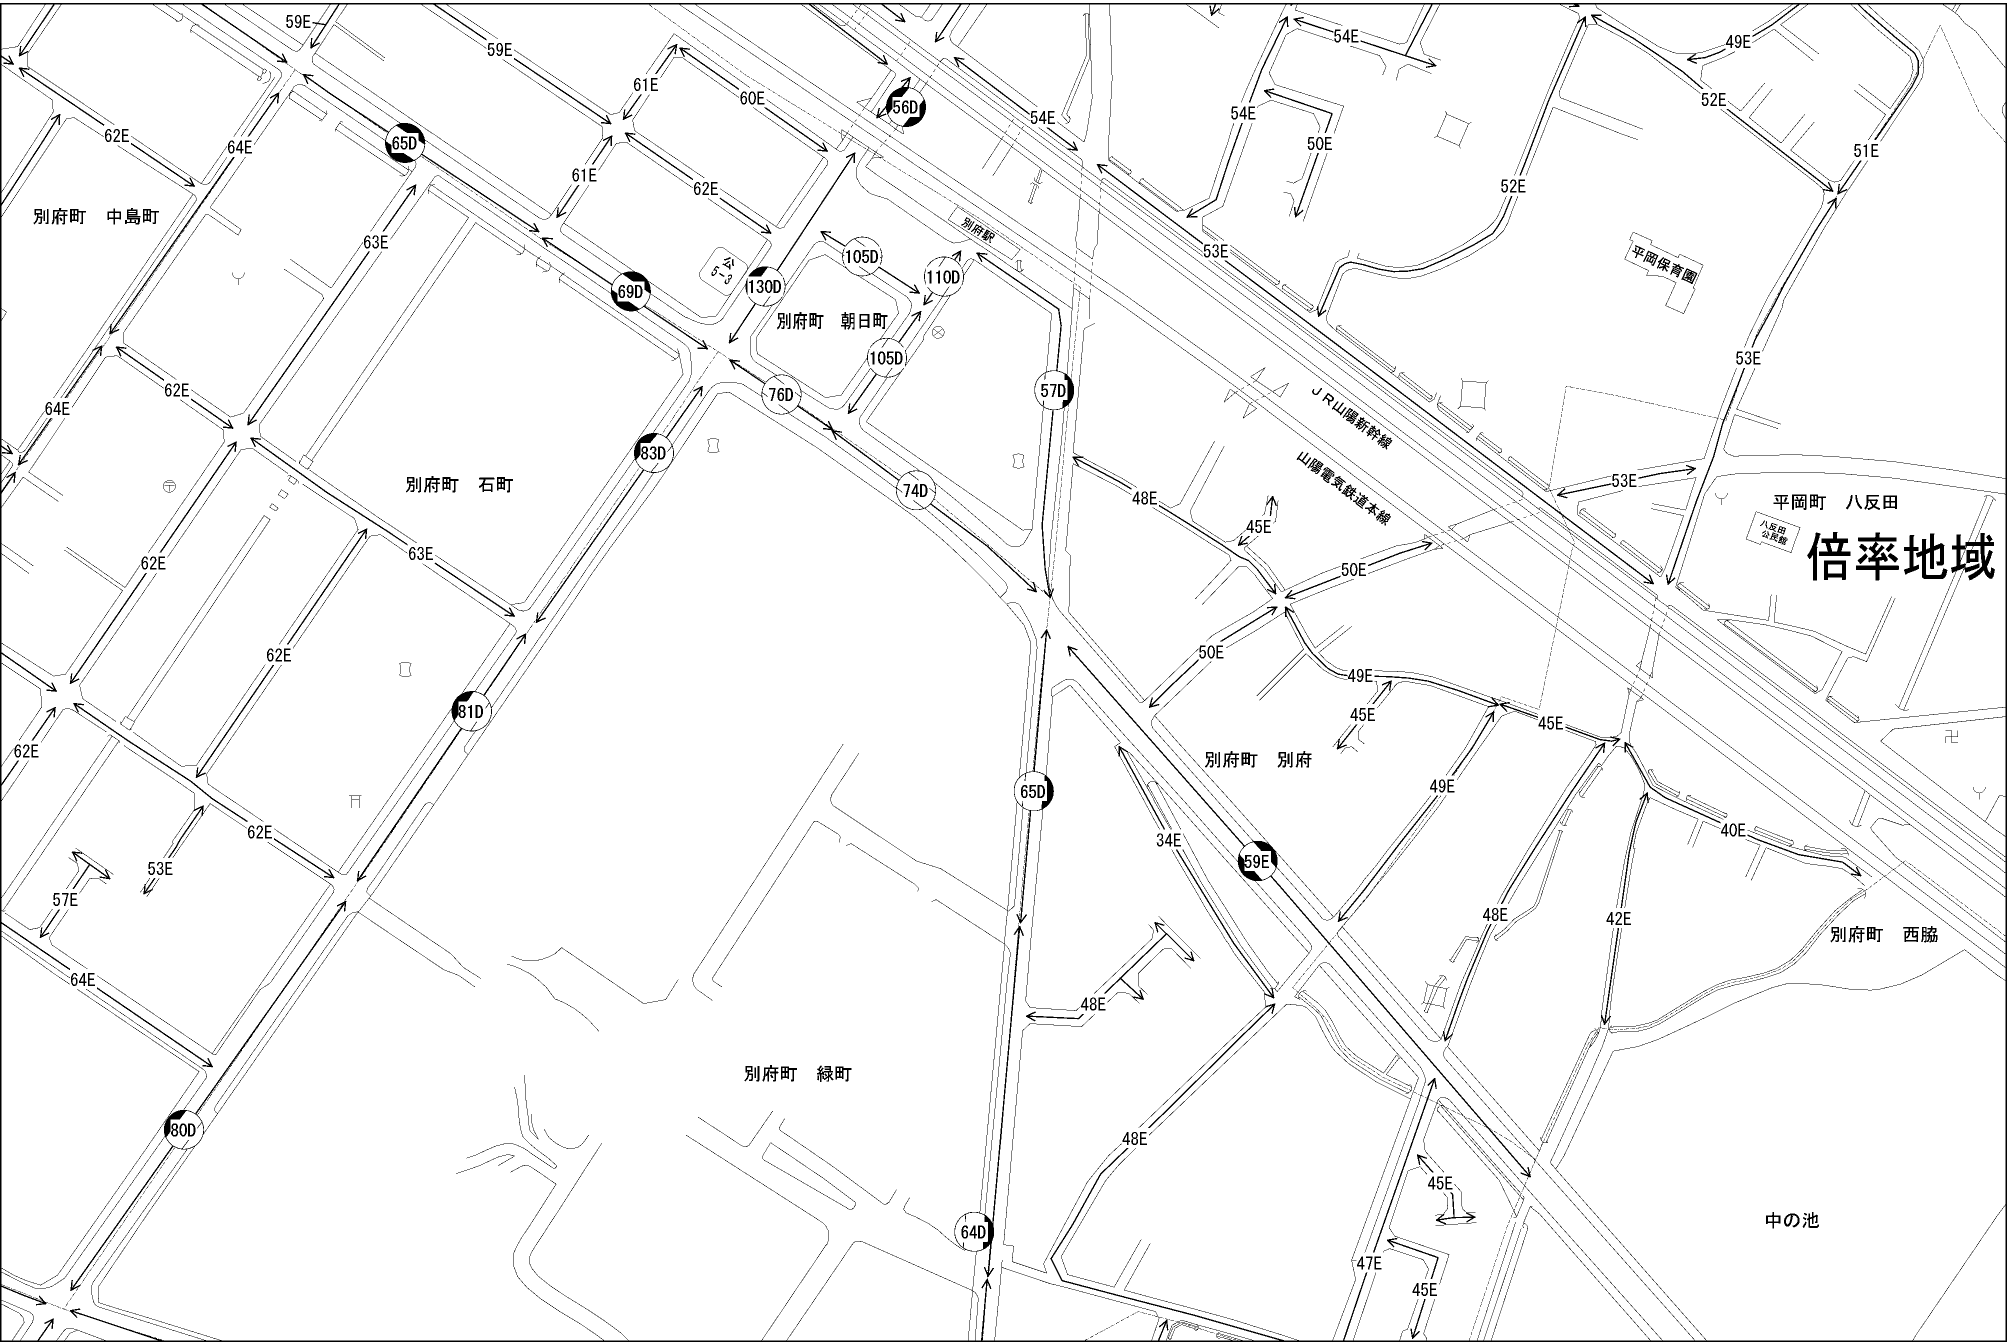 59E
59E
54E
49E
61E
60E
56D
52E
62E
64E
65D
54E
54E
50E
51E
61E
62E
52E
別府町　中島町
63E
別府駅
53E
公
5-3
105D
110D
平岡保育園
69D
130D
別府町　朝日町
105D
53E
62E
76D
57D
64E
JR山陽新幹線
83D
山陽電気鉄道本線
別府町　石町
74D
48E
53E
平岡町　八反田
45E
八反田
公民館
倍率地域
62E
63E
50E
62E
50E
49E
81D
45E
45E
62E
別府町　別府
49E
65D
62E
34E
40E
53E
59E
57E
48E
42E
別府町　西脇
64E
48E
別府町　緑町
80D
48E
45E
64D
中の池
47E
45E